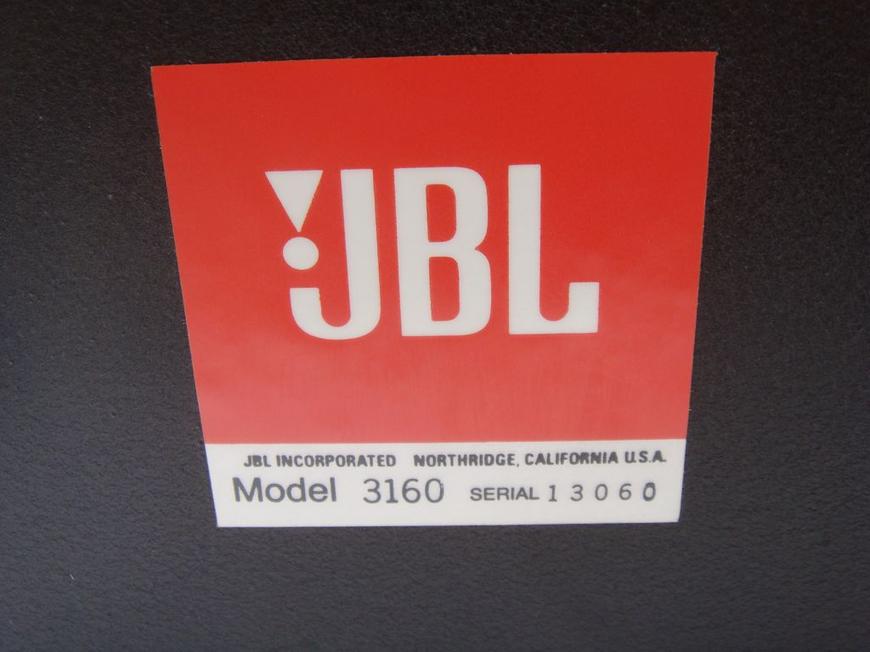 JBL
JBL INCORPORATED NORTHRIDGE, CALIFORNIA U.S.A.
Model 3160 SERIAL 13060